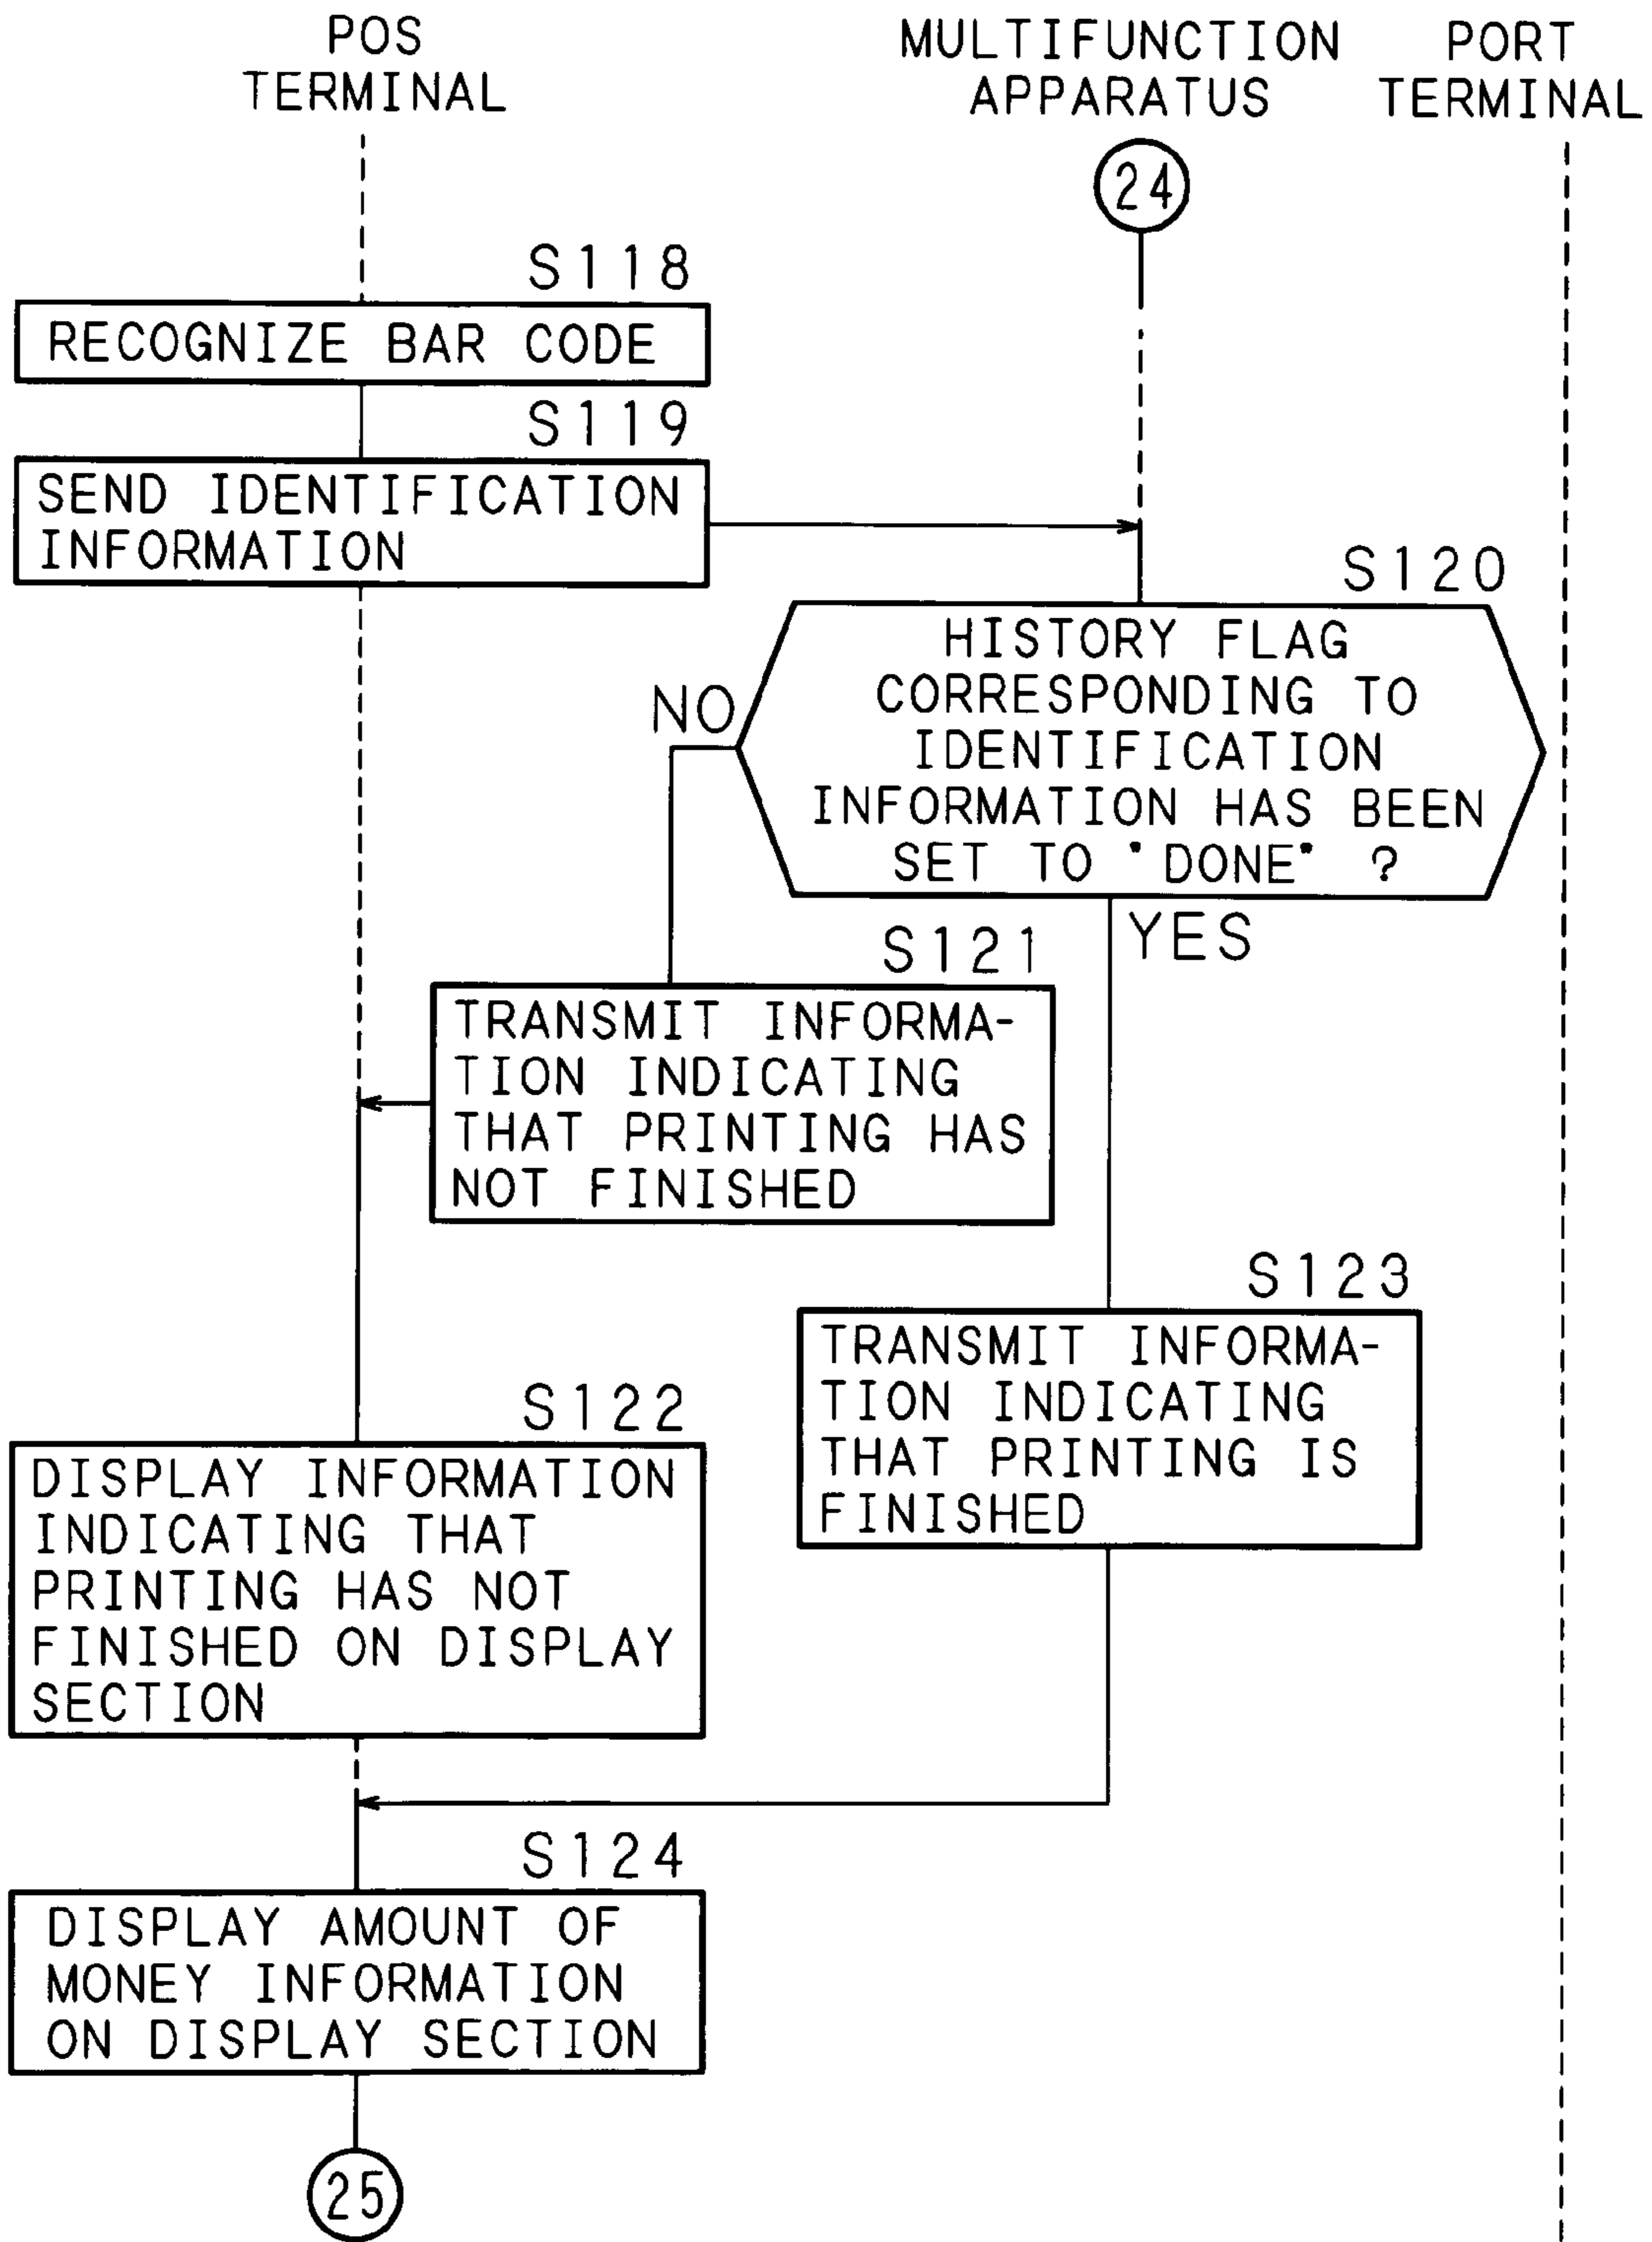 POS
TERMINAL
MULTIFUNCTION
APPARATUS
PORT
TERMINAL
24
S118
RECOGNIZE BAR CODE
S119
SEND IDENTIFICATION
INFORMATION
S120
HISTORY FLAG
CORRESPONDING TO
IDENTIFICATION
INFORMATION HAS BEEN
SET TO "DONE" ?
NO
YES
S121
TRANSMIT INFORMA-
TION INDICATING
THAT PRINTING HAS
NOT FINISHED
S123
TRANSMIT INFORMA-
TION INDICATING
THAT PRINTING IS
FINISHED
S122
DISPLAY INFORMATION
INDICATING THAT
PRINTING HAS NOT
FINISHED ON DISPLAY
SECTION
S124
DISPLAY AMOUNT OF
MONEY INFORMATION
ON DISPLAY SECTION
25